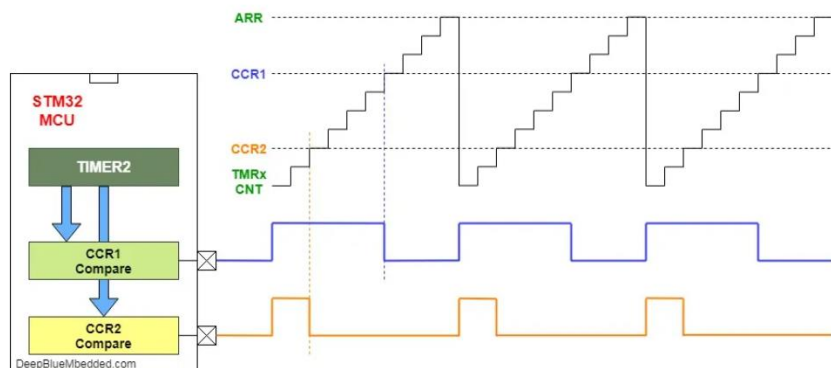 ARR
CCR1
STM32
MCU
CCR2
TIMER2
TMRx
CNT
CCR1
Compare
CCR2
Compare
DeepBlueMbedded.com